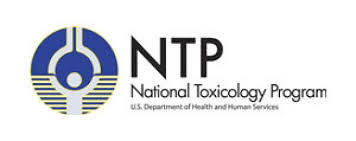 NTP
National Toxicology Program
U.S. Department of Health and Human Services